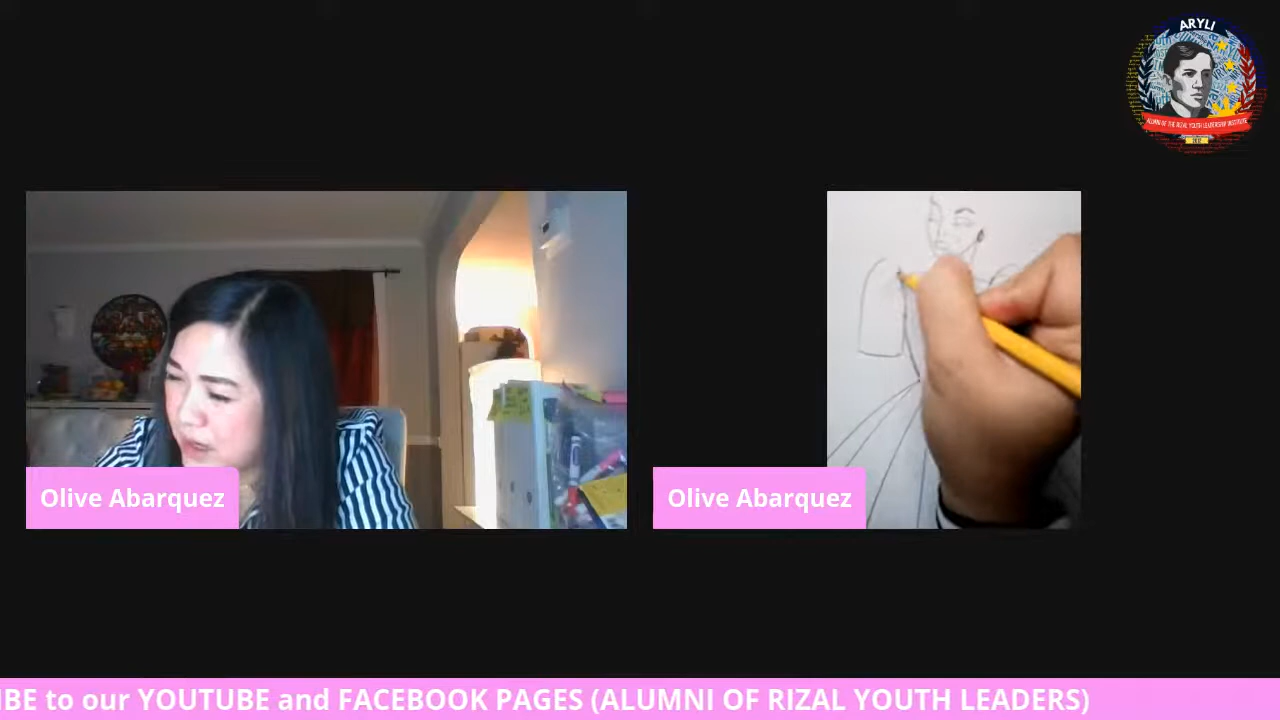 ARYLI
ALUMNI OF THE RIZAL YOUTH LEADERSHIP INSTITUTE
Olive Abarquez
Olive Abarquez
IBE to our YOUTUBE and FACEBOOK PAGES (ALUMNI OF RIZAL YOUTH LEADERS)